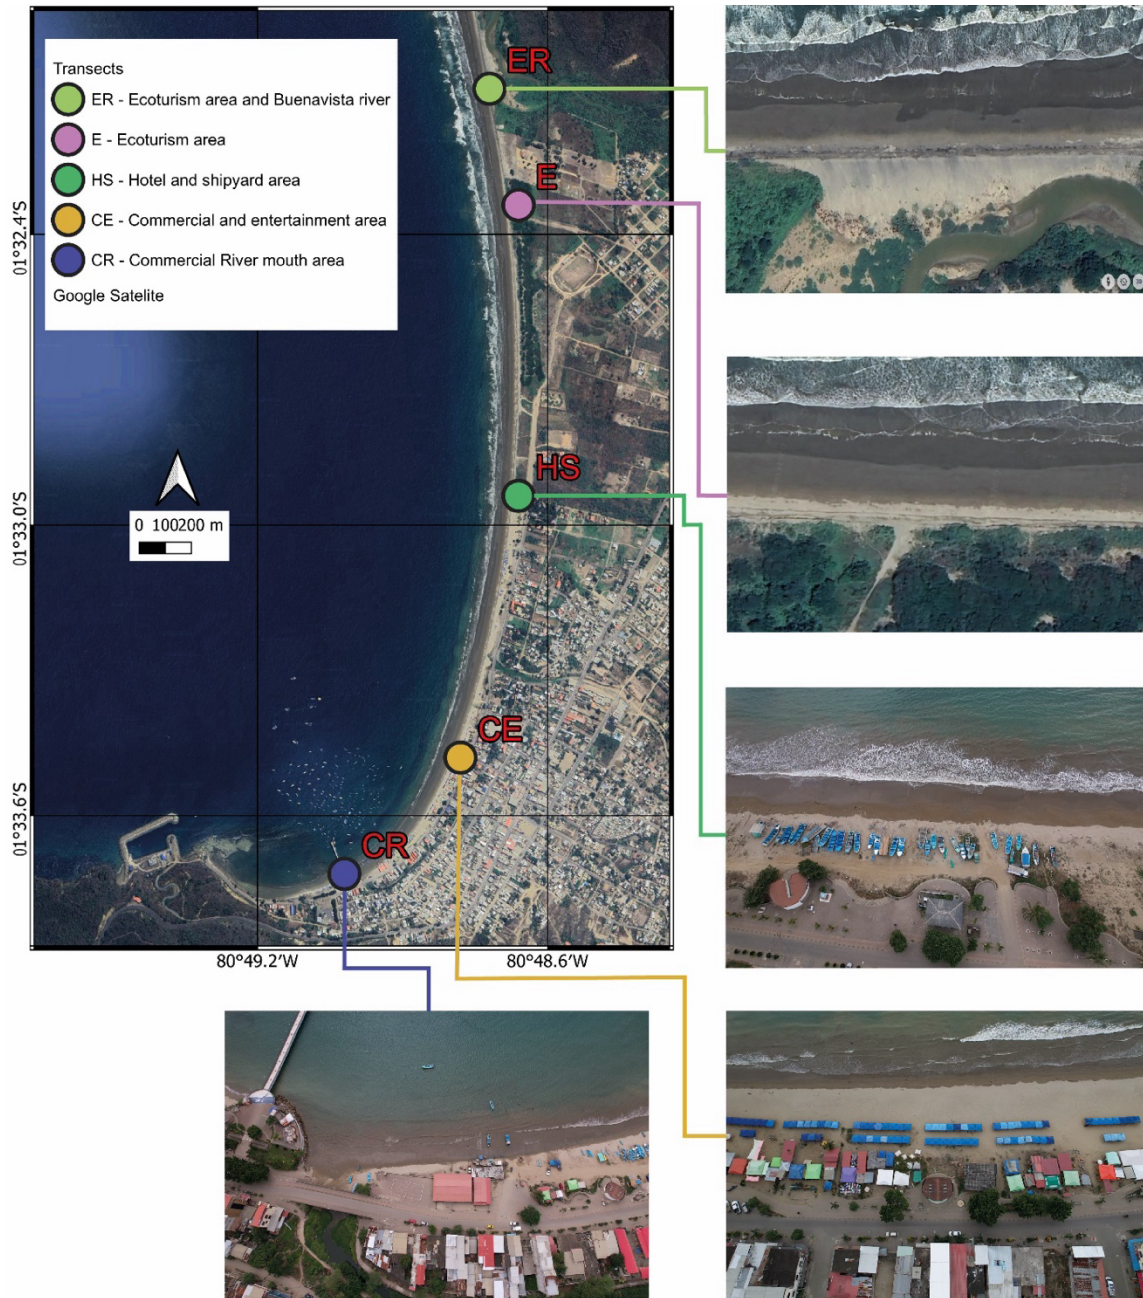 Transects
ER - Ecoturism area and Buenavista river
E - Ecoturism area
HS - Hotel and shipyard area
CE - Commercial and entertainment area
CR - Commercial River mouth area
Google Satelite
ER
E
01°32.4'S
HS
0 100200 m
01°33.0'S
CE
01°33.6'S
CR
80°49.2'W
80°48.6'W